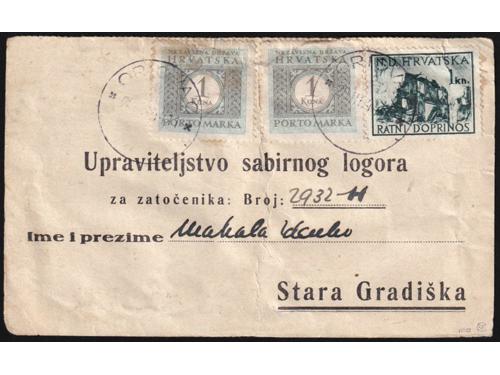 NEZAVISNA DRŽAVA
HRVATSKA
1
KUNA
PORTO MARKA
NEZAVISNA DRŽAVA
HRVATSKA
1
KUNA
PORTO MARKA
N.D. HRVATSKA
1 kn.
RATNI DOPRINOS
Upraviteljstvo sabirnog logora
za zatočenika: Broj: 2932-H
Ime i prezime Makala
Stara Gradiška